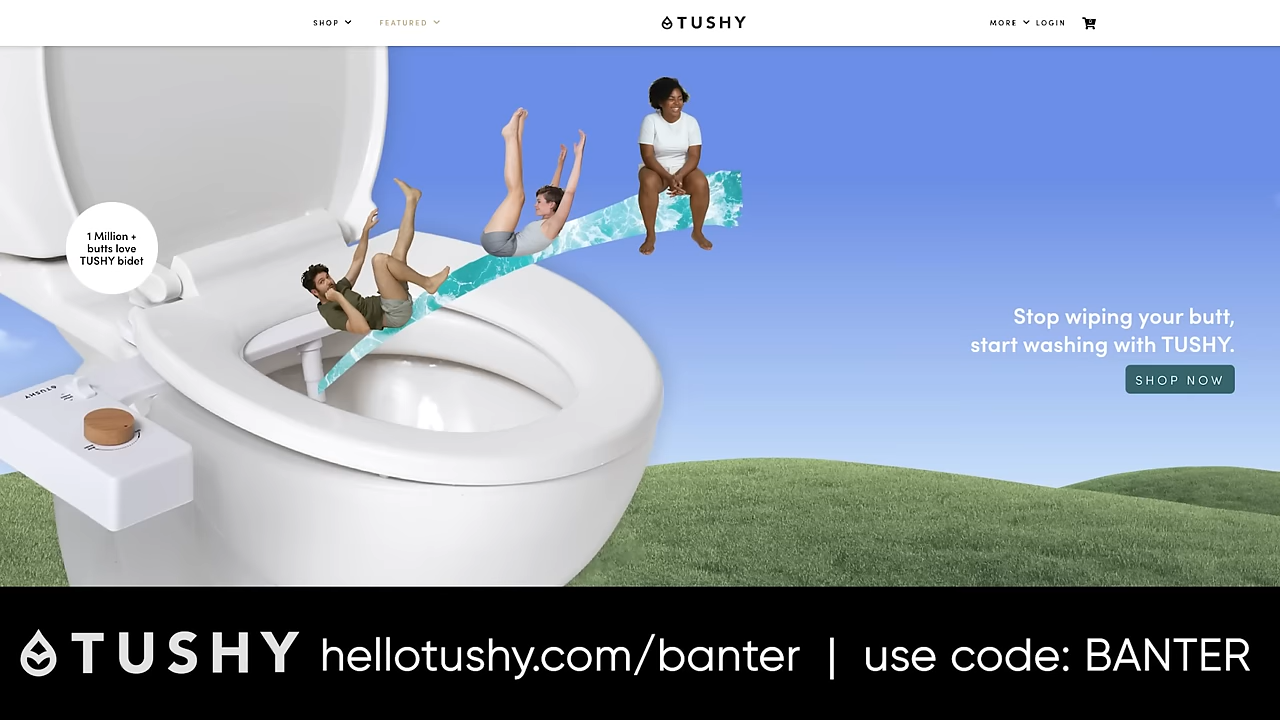 SHOP
FEATURED
TUSHY
MORE
LOGIN
1 Million +
butts love
TUSHY bidet
Stop wiping your butt,
start washing with TUSHY.
SHOP NOW
TUSHY
TUSHY hellotushy.com/banter | use code: BANTER